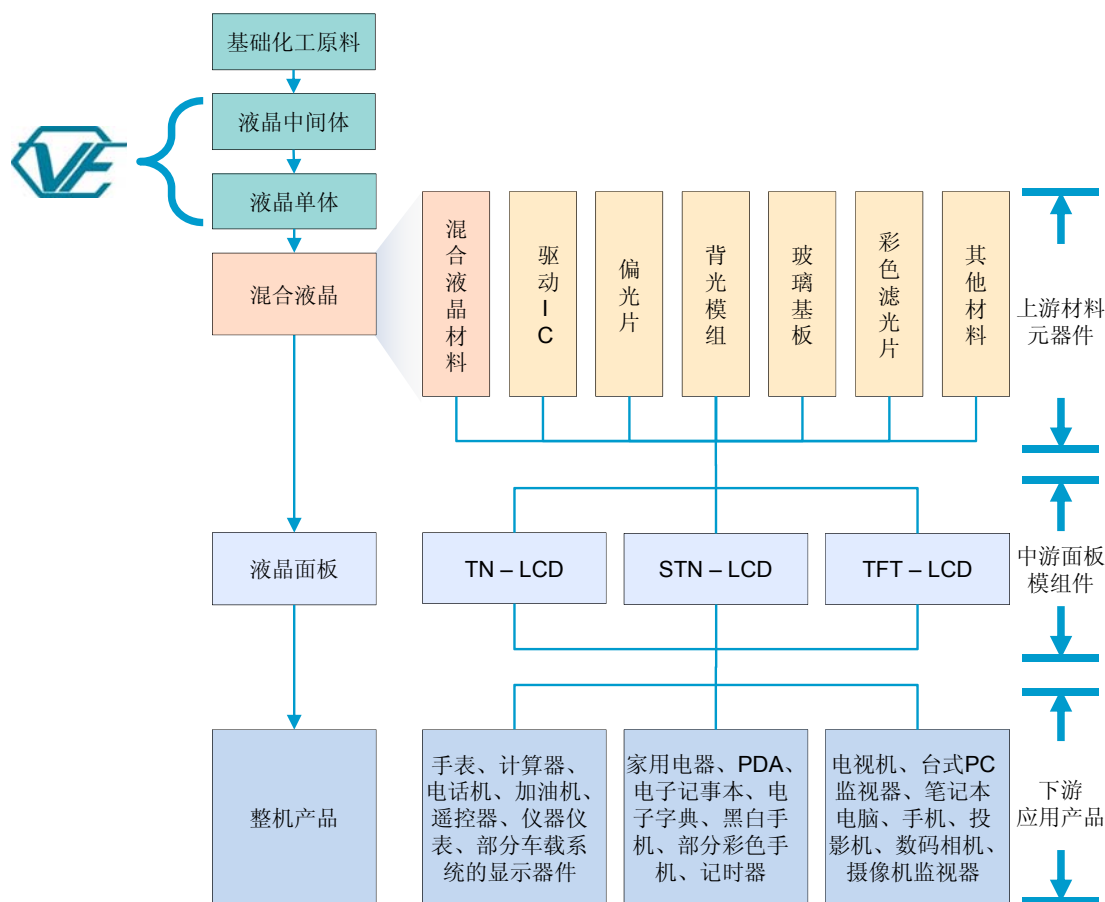 基础化工原料
液晶中间体
VE
液晶单体
混合液晶
混合液晶材料
驱动IC
偏光片
背光模组
玻璃基板
彩色滤光片
其他材料
上游材料
元器件
液晶面板
TN – LCD
STN – LCD
TFT – LCD
中游面板
模组件
整机产品
手表、计算器、
电话机、加油机、
遥控器、仪器仪
表、部分车载系
统的显示器件
家用电器、PDA、
电子记事本、电
子字典、黑白手
机、部分彩色手
机、记时器
电视机、台式PC
监视器、笔记本
电脑、手机、投
影机、数码相机、
摄像机监视器
下游
应用产品